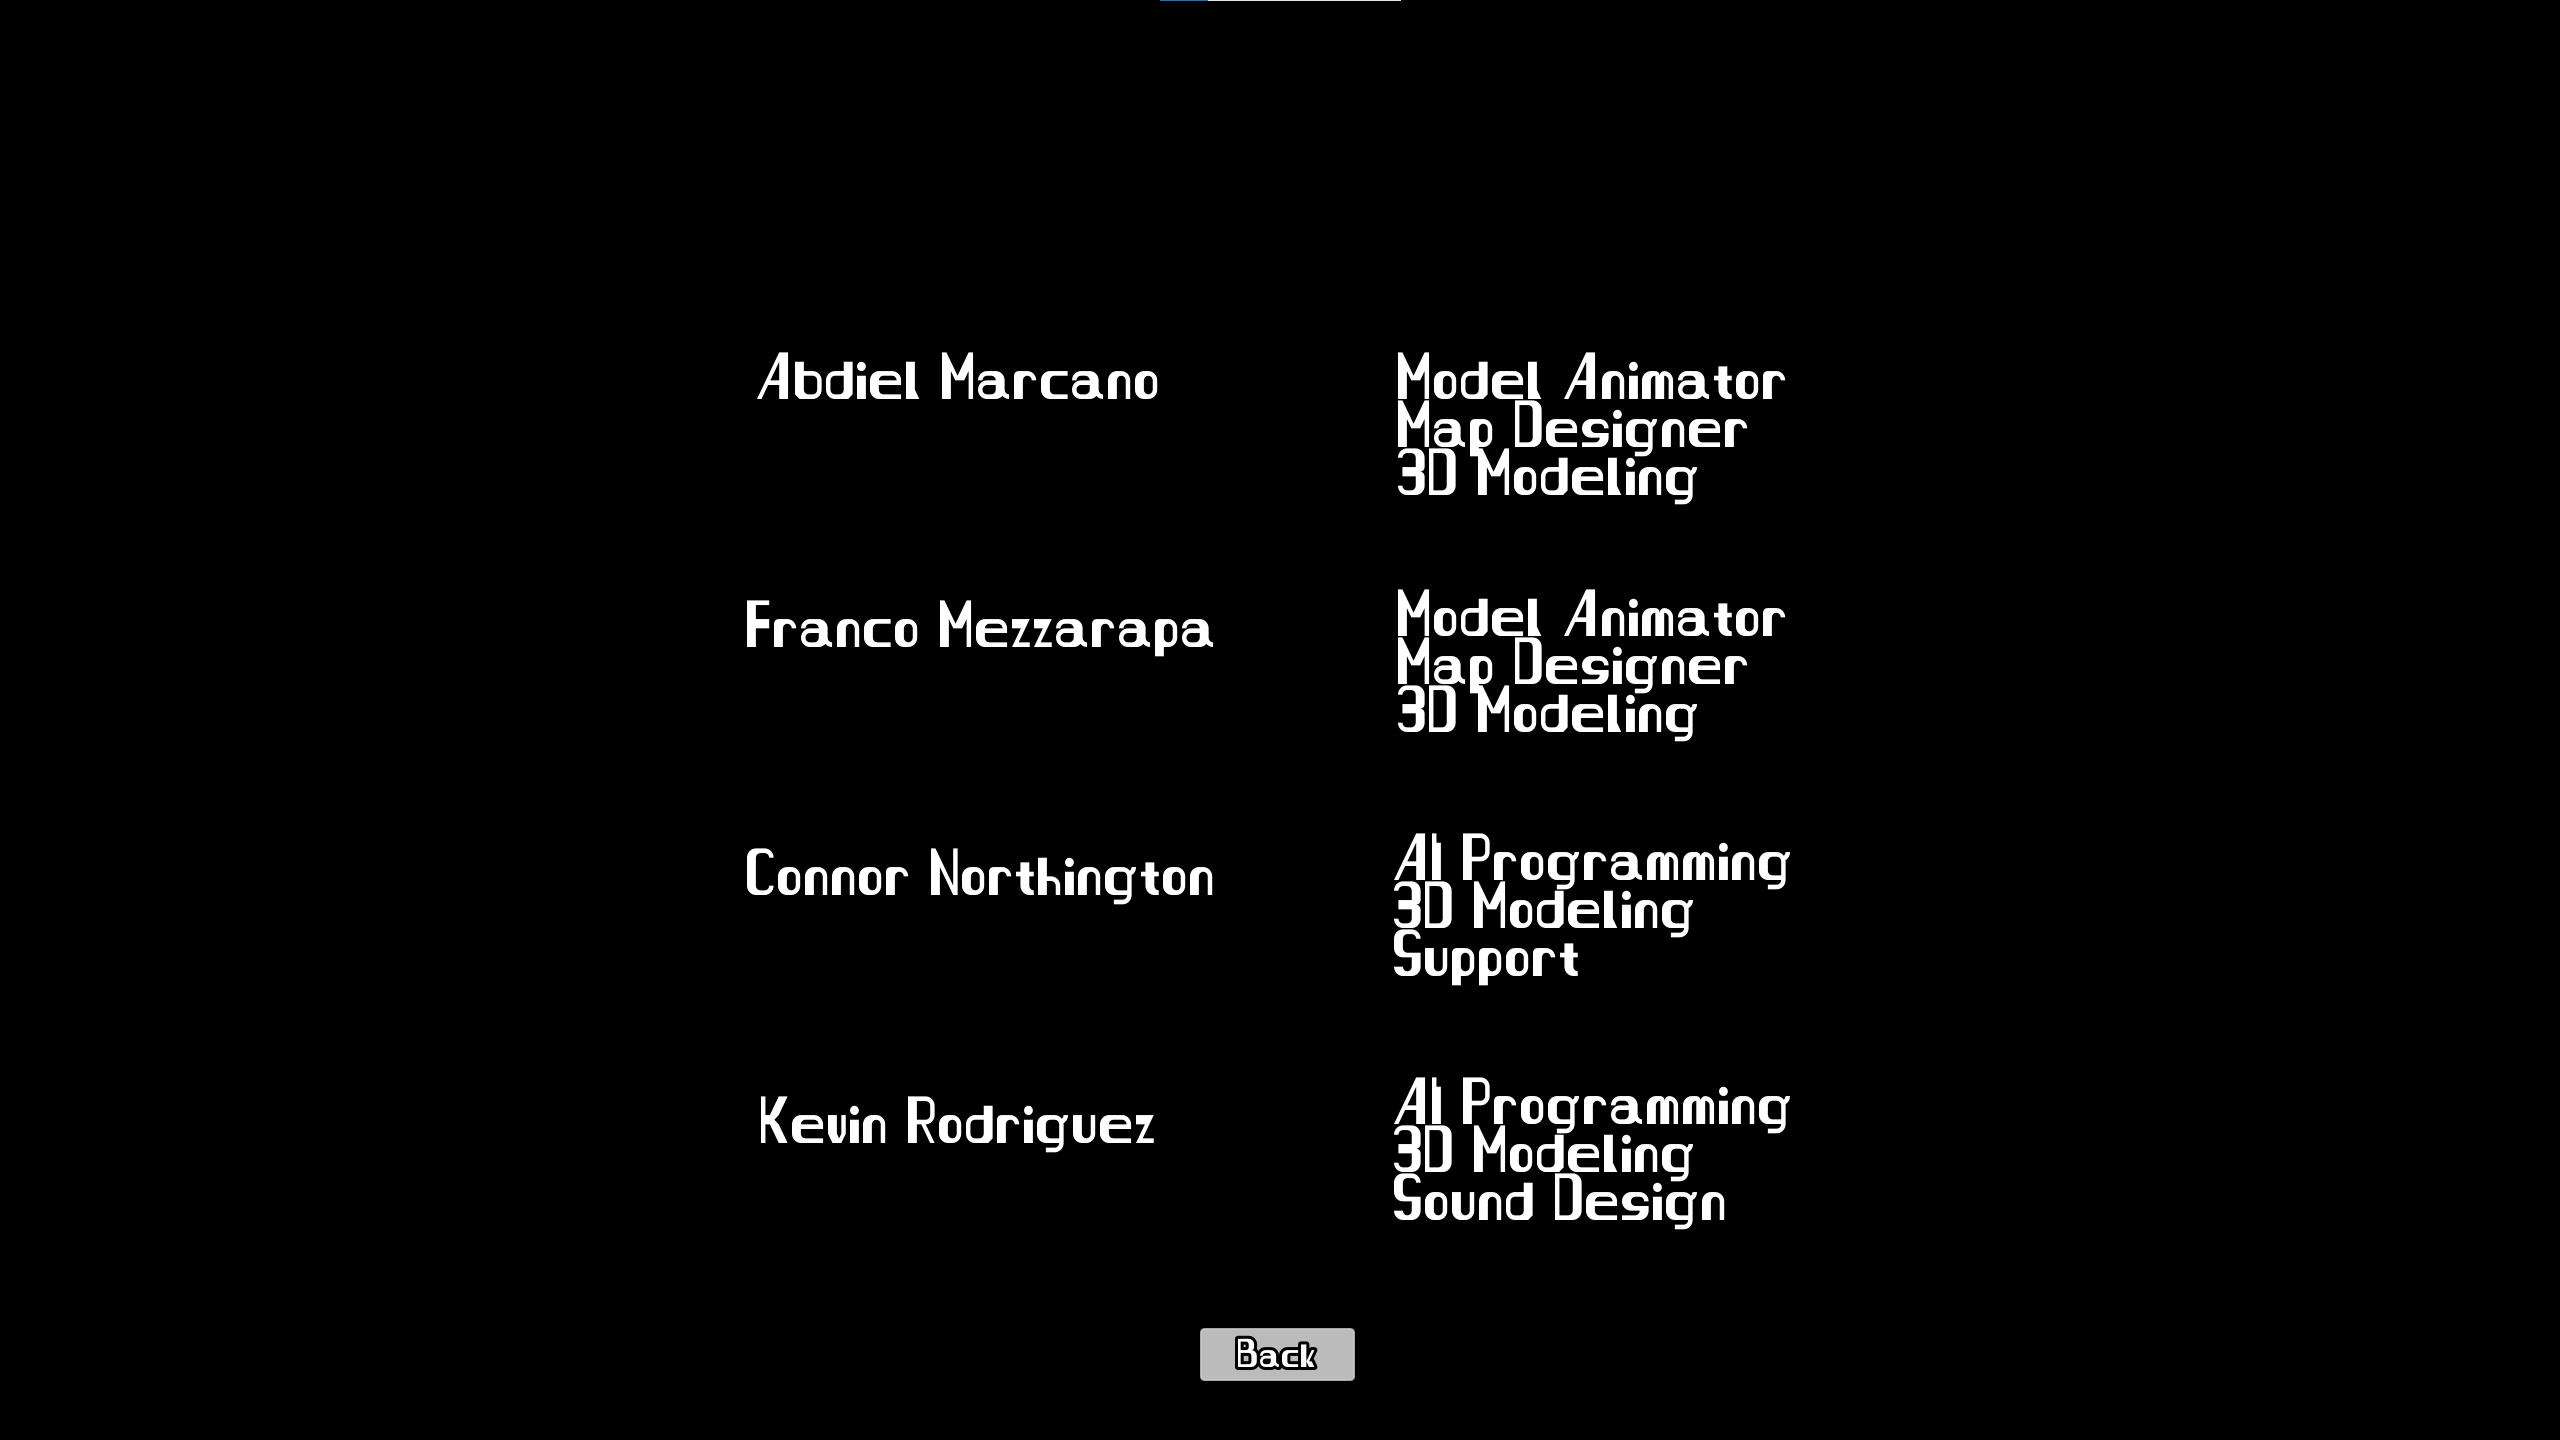 Abdiel Marcano
Model Animator
Map Designer
3D Modeling
Franco Mezzarapa
Model Animator
Map Designer
3D Modeling
Connor Northington
AI Programming
3D Modeling
Support
Kevin Rodriguez
AI Programming
3D Modeling
Sound Design
Back